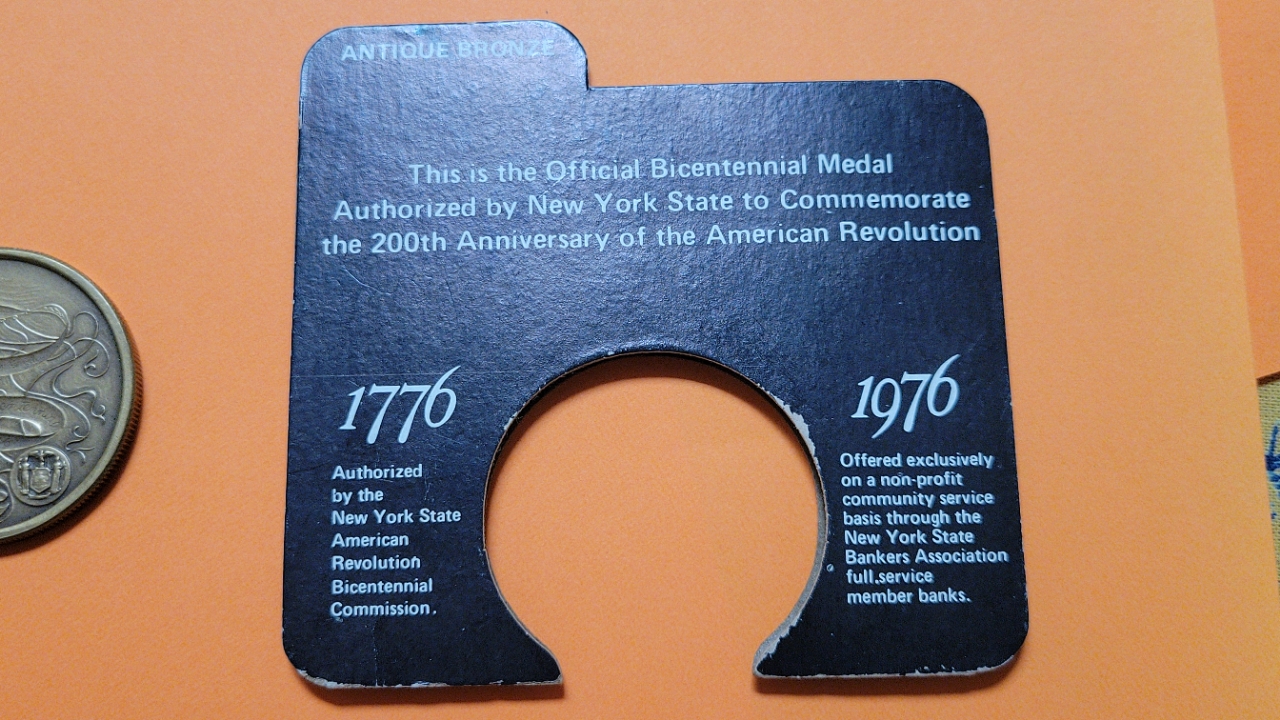 ANTIQUE BRONZE
This is the Official Bicentennial Medal
Authorized by New York State to Commemorate
the 200th Anniversary of the American Revolution
1776
Authorized
by the
New York State
American
Revolution
Bicentennial
Commission.
1976
Offered exclusively
on a non-profit
community service
basis through the
New York State
Bankers Association
full service
member banks.